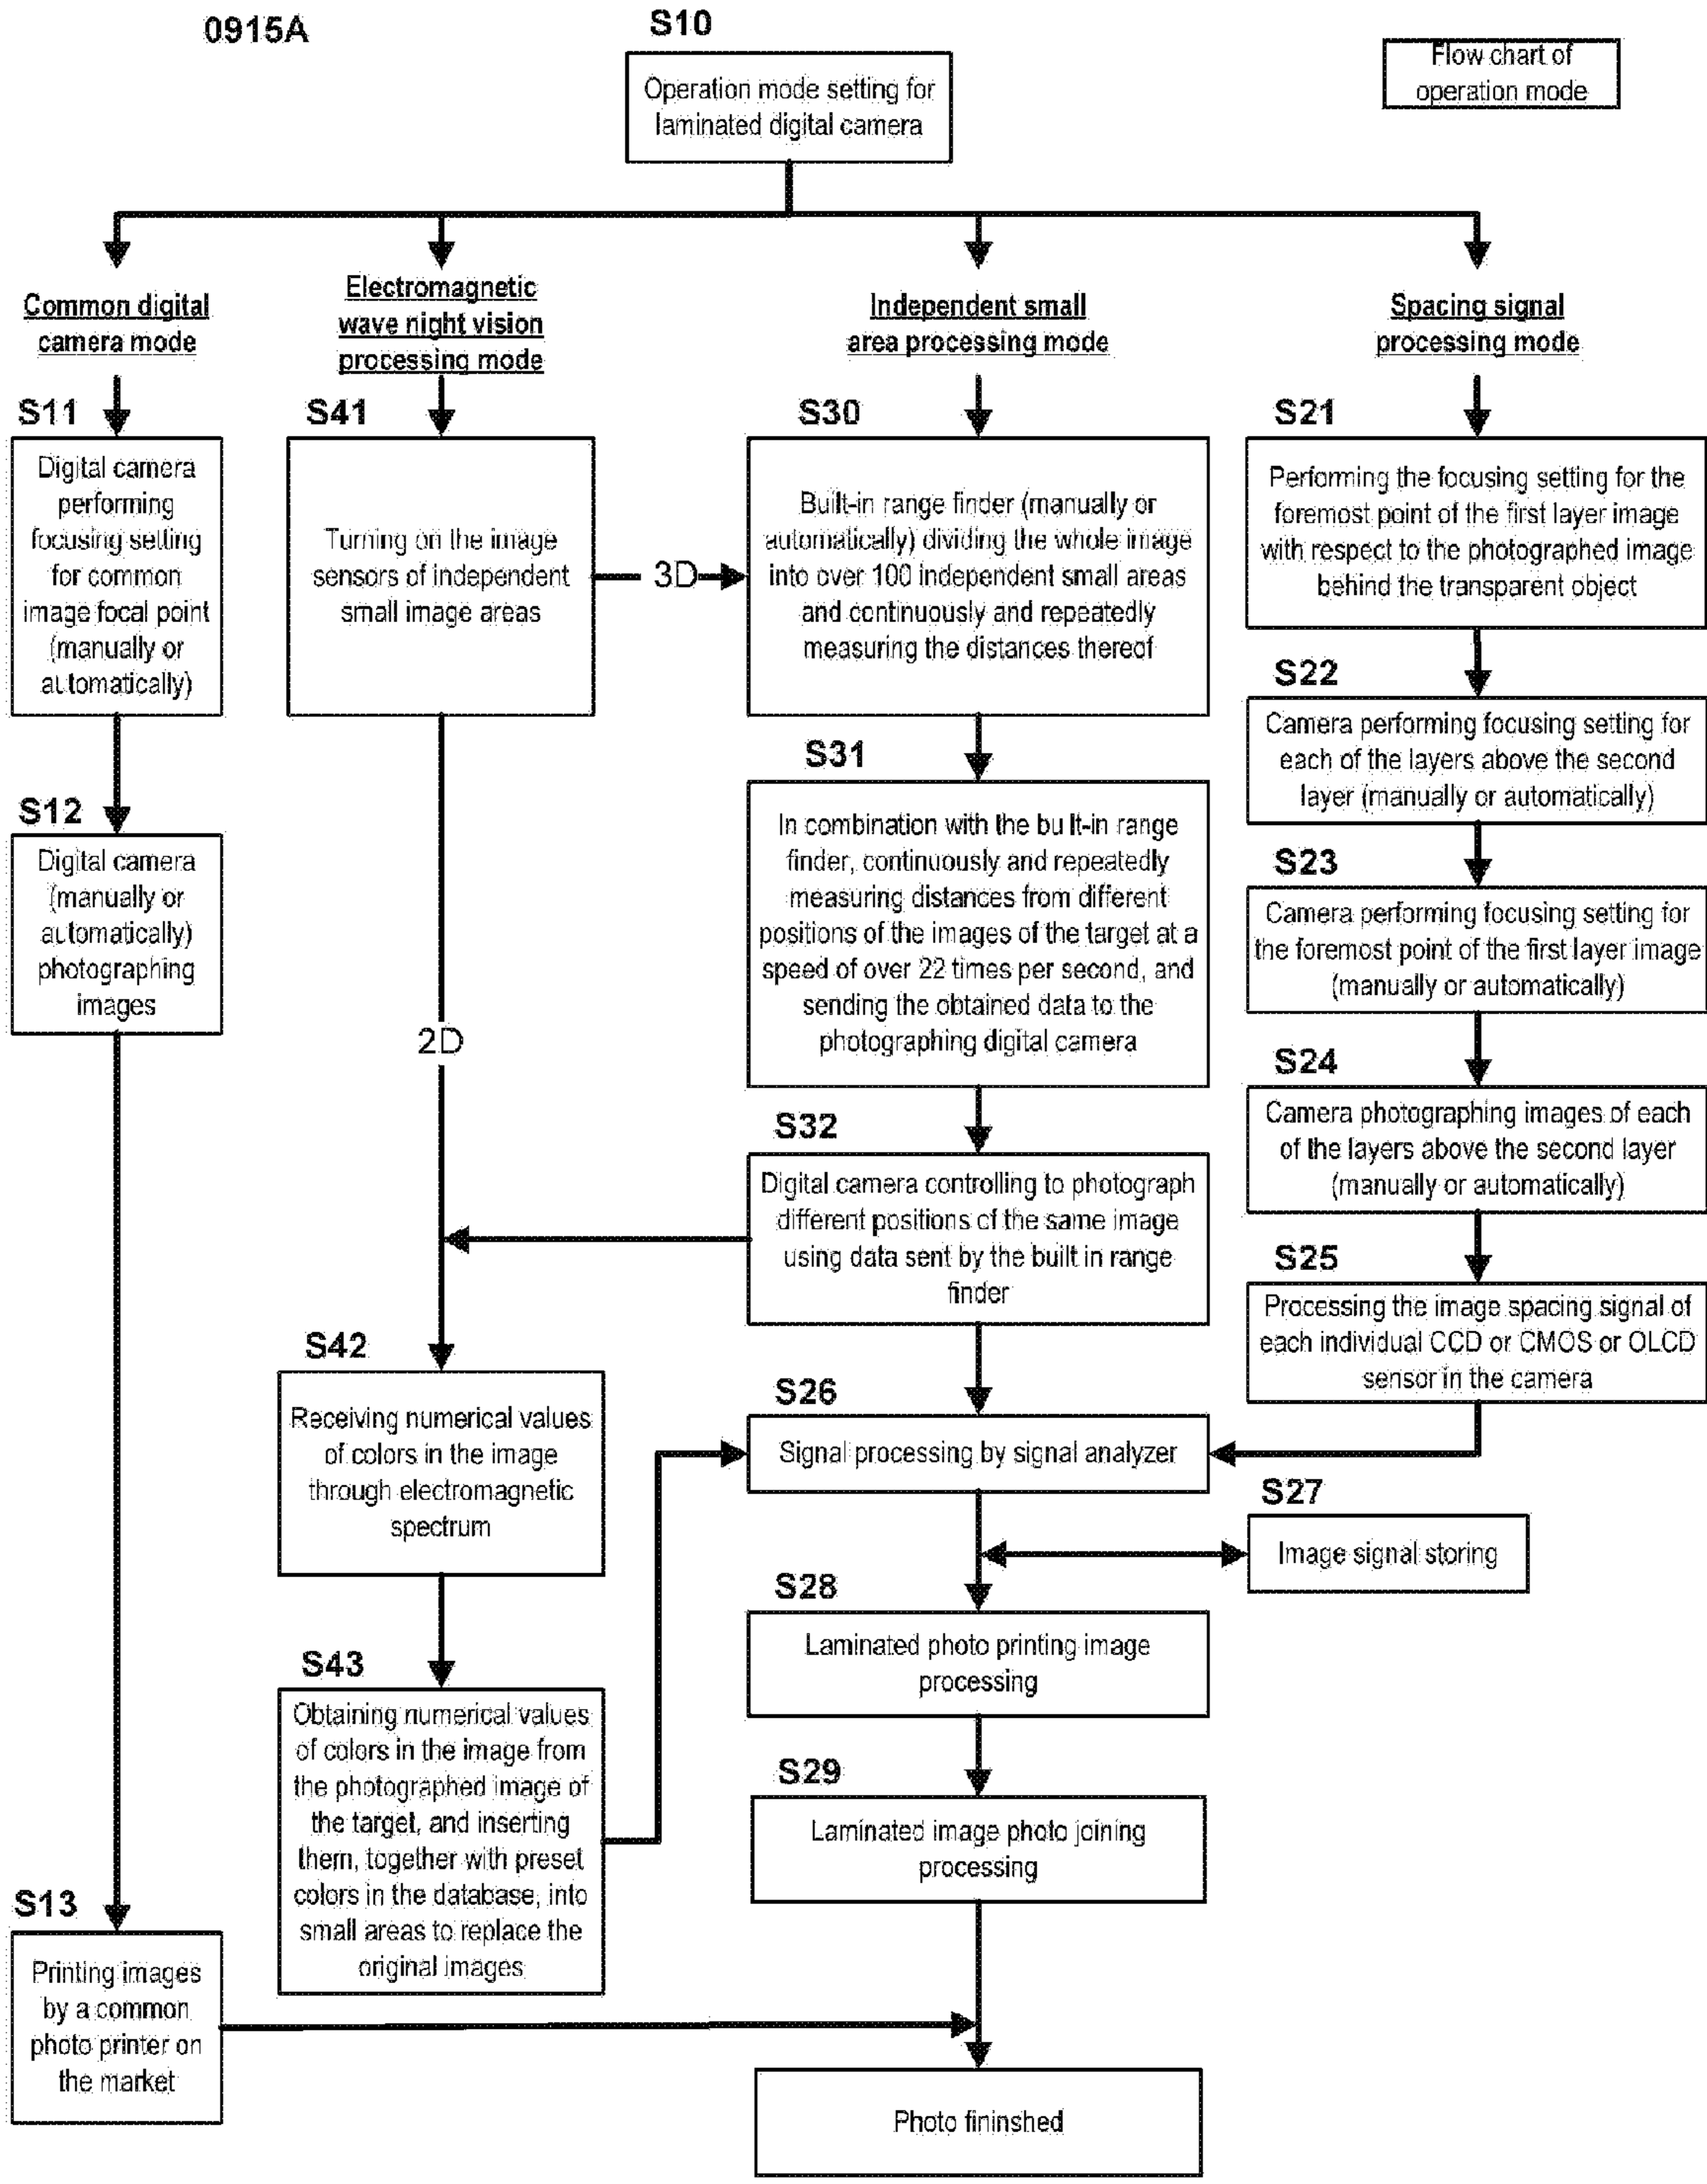 0915A
S10
Operation mode setting for
laminated digital camera
Flow chart of
operation mode
Common digital
camera mode
Electromagnetic
wave night vision
processing mode
Independent small
area processing mode
Spacing signal
processing mode
S11
Digital camera
performing
focusing setting
for common
image focal point
(manually or
automatically)
S12
Digital camera
(manually or
automatically)
photographing
images
S13
Printing images
by a common
photo printer on
the market
S41
Turning on the image
sensors of independent
small image areas
3D
2D
S42
Receiving numerical values
of colors in the image
through electromagnetic
spectrum
S43
Obtaining numerical values
of colors in the image from
the photographed image of
the target, and inserting
them, together with preset
colors in the database, into
small areas to replace the
original images
S30
Built-in range finder (manually or
automatically) dividing the whole image
into over 100 independent small areas
and continuously and repeatedly
measuring the distances thereof
S31
In combination with the bu lt-in range
finder, continuously and repeatedly
measuring distances from different
positions of the images of the target at a
speed of over 22 times per second, and
sending the obtained data to the
photographing digital camera
S32
Digital camera controlling to photograph
different positions of the same image
using data sent by the built in range
finder
S26
Signal processing by signal analyzer
S28
Laminated photo printing image
processing
S29
Laminated image photo joining
processing
Photo fininshed
S21
Performing the focusing setting for the
foremost point of the first layer image
with respect to the photographed image
behind the transparent object
S22
Camera performing focusing setting for
each of the layers above the second
layer (manually or automatically)
S23
Camera performing focusing setting for
the foremost point of the first layer image
(manually or automatically)
S24
Camera photographing images of each
of the layers above the second layer
(manually or automatically)
S25
Processing the image spacing signal of
each individual CCD or CMOS or OLCD
sensor in the camera
S27
Image signal storing